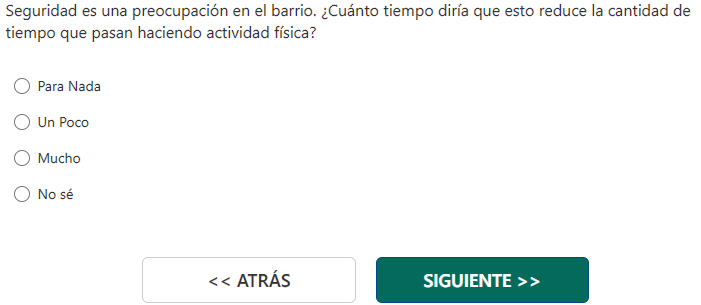 Seguridad es una preocupación en el barrio. ¿Cuánto tiempo diría que esto reduce la cantidad de
tiempo que pasan haciendo actividad física?
Para Nada
Un Poco
Mucho
No sé
<< ATRÁS
SIGUIENTE >>